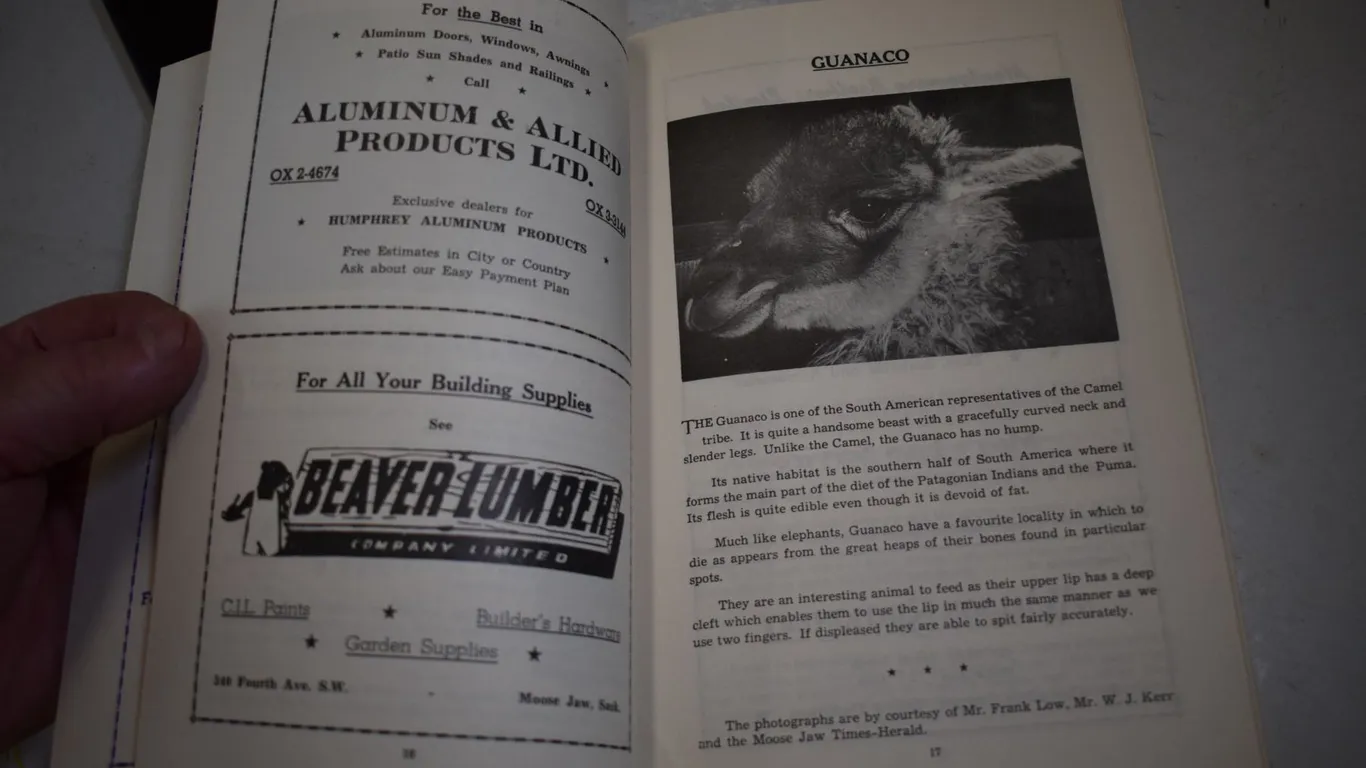 For the Best in
★ Aluminum Doors, Windows, Awnings ★
★ Patio Sun Shades and Railings ★
★ Call ★
ALUMINUM & ALLIED
PRODUCTS LTD.
OX 2-4674
OX 3-3144
Exclusive dealers for
★ HUMPHREY ALUMINUM PRODUCTS ★
Free Estimates in City or Country
Ask about our Easy Payment Plan
For All Your Building Supplies
See
BEAVER LUMBER
COMPANY LIMITED
C.I.L. Paints ★ Builder's Hardware
★ Garden Supplies ★
340 Fourth Ave. S.W. Moose Jaw, Sask.
16
GUANACO
THE Guanaco is one of the South American representatives of the Camel
tribe. It is quite a handsome beast with a gracefully curved neck and
slender legs. Unlike the Camel, the Guanaco has no hump.
Its native habitat is the southern half of South America where it
forms the main part of the diet of the Patagonian Indians and the Puma.
Its flesh is quite edible even though it is devoid of fat.
Much like elephants, Guanaco have a favourite locality in which to
die as appears from the great heaps of their bones found in particular
spots.
They are an interesting animal to feed as their upper lip has a deep
cleft which enables them to use the lip in much the same manner as we
use two fingers. If displeased they are able to spit fairly accurately.
★ ★ ★
The photographs are by courtesy of Mr. Frank Low, Mr. W. J. Kerr
and the Moose Jaw Times-Herald.
17